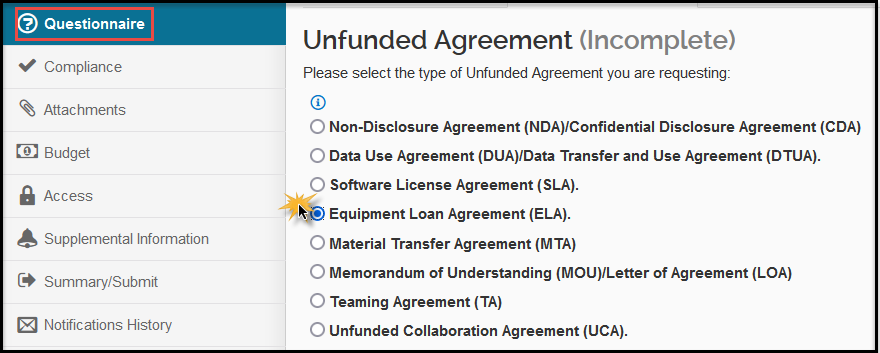 Questionnaire
Compliance
Attachments
Budget
Access
Supplemental Information
Summary/Submit
Notifications History
Unfunded Agreement (Incomplete)
Please select the type of Unfunded Agreement you are requesting:
Non-Disclosure Agreement (NDA)/Confidential Disclosure Agreement (CDA)
Data Use Agreement (DUA)/Data Transfer and Use Agreement (DTUA).
Software License Agreement (SLA).
Equipment Loan Agreement (ELA).
Material Transfer Agreement (MTA)
Memorandum of Understanding (MOU)/Letter of Agreement (LOA)
Teaming Agreement (TA)
Unfunded Collaboration Agreement (UCA).